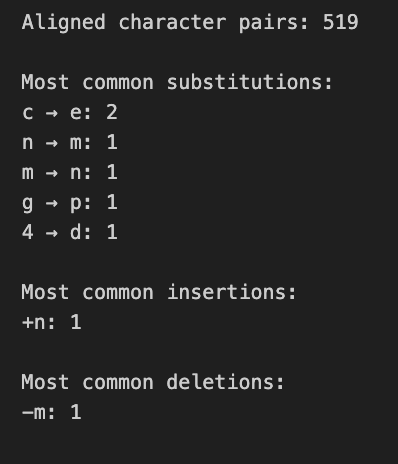 Aligned character pairs: 519
Most common substitutions:
c → e: 2
n → m: 1
m → n: 1
g → p: 1
4 → d: 1
Most common insertions:
+n: 1
Most common deletions:
−m: 1